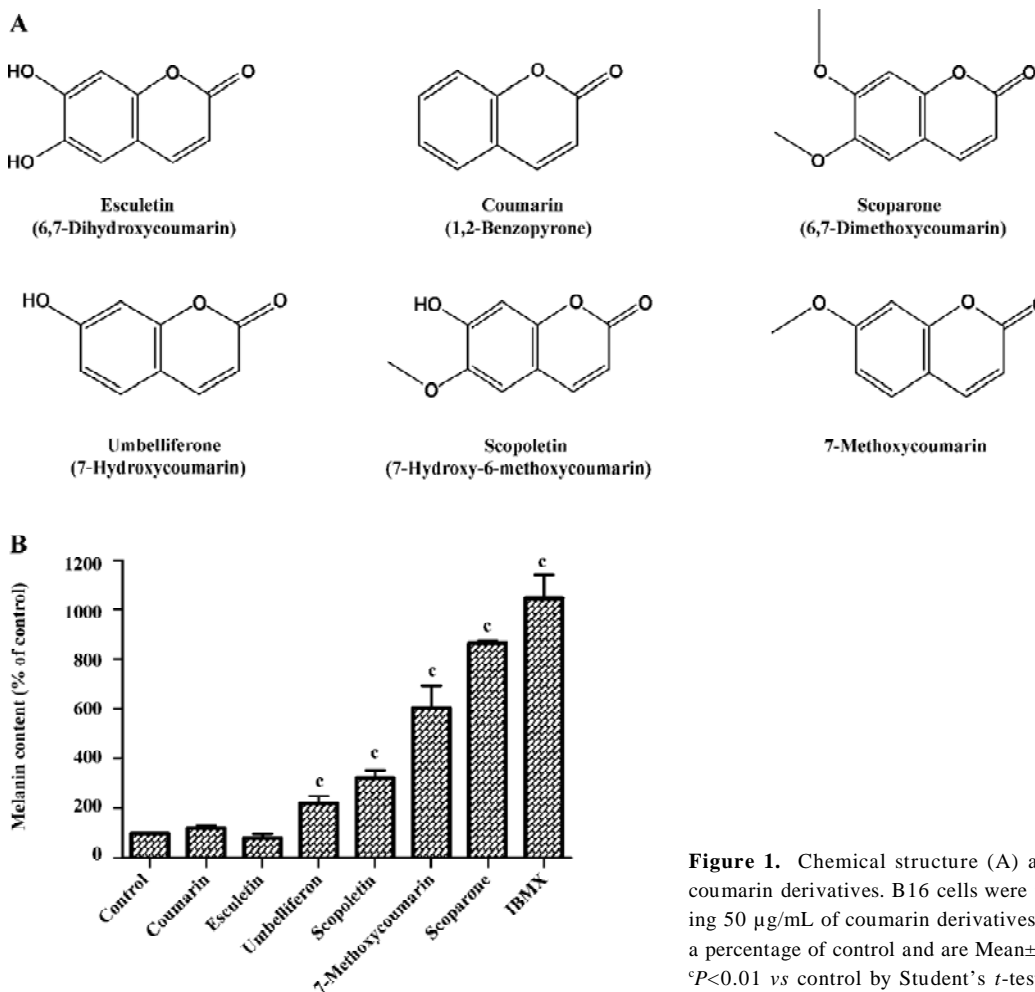 A
HO
O
O
HO
O
O
O
O
O
O
Esculetin
(6,7-Dihydroxycoumarin)
Coumarin
(1,2-Benzopyrone)
Scoparone
(6,7-Dimethoxycoumarin)
HO
O
O
HO
O
O
O
O
O
O
Umbelliferone
(7-Hydroxycoumarin)
Scopoletin
(7-Hydroxy-6-methoxycoumarin)
7-Methoxycoumarin
B
Melanin content (% of control)
1200
1000
800
600
400
200
0
c
c
c
c
c
Control
Coumarin
Esculetin
Umbelliferon
Scopoletin
7-Methoxycoumarin
Scoparone
IBMX
Figure 1. Chemical structure (A) a
coumarin derivatives. B16 cells were
ing 50 µg/mL of coumarin derivatives
a percentage of control and are Mean±
ᶜP<0.01 vs control by Student's t-test